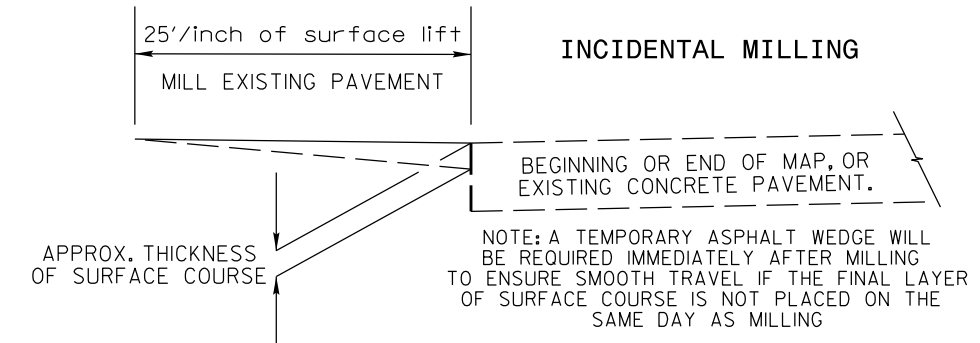 25'/inch of surface lift
INCIDENTAL MILLING
MILL EXISTING PAVEMENT
BEGINNING OR END OF MAP, OR
EXISTING CONCRETE PAVEMENT.
APPROX. THICKNESS
OF SURFACE COURSE
NOTE: A TEMPORARY ASPHALT WEDGE WILL
BE REQUIRED IMMEDIATELY AFTER MILLING
TO ENSURE SMOOTH TRAVEL IF THE FINAL LAYER
OF SURFACE COURSE IS NOT PLACED ON THE
SAME DAY AS MILLING